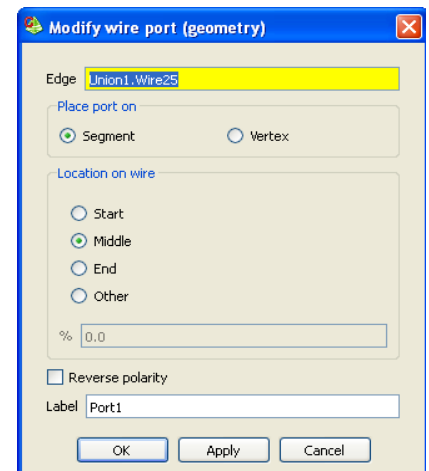 Modify wire port (geometry)
Edge Union1.Wire25
Place port on
Segment Vertex
Location on wire
Start
Middle
End
Other
% 0.0
Reverse polarity
Label Port1
OK Apply Cancel